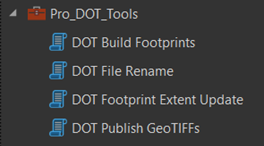 Pro_DOT_Tools
DOT Build Footprints
DOT File Rename
DOT Footprint Extent Update
DOT Publish GeoTIFFs